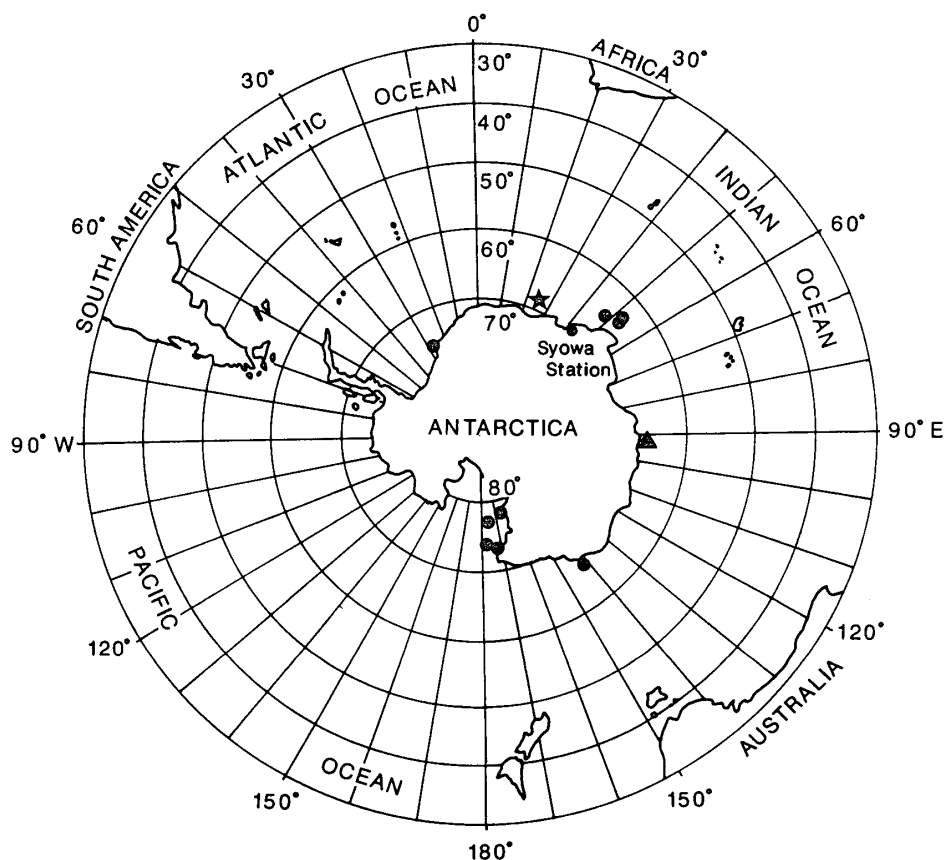 0°
30°
AFRICA
30°
30°
OCEAN
ATLANTIC
40°
50°
60°
70°
SOUTH AMERICA
60°
INDIAN
OCEAN
60°
Syowa
Station
ANTARCTICA
90° W
90° E
80°
PACIFIC
OCEAN
120°
120°
AUSTRALIA
150°
150°
180°